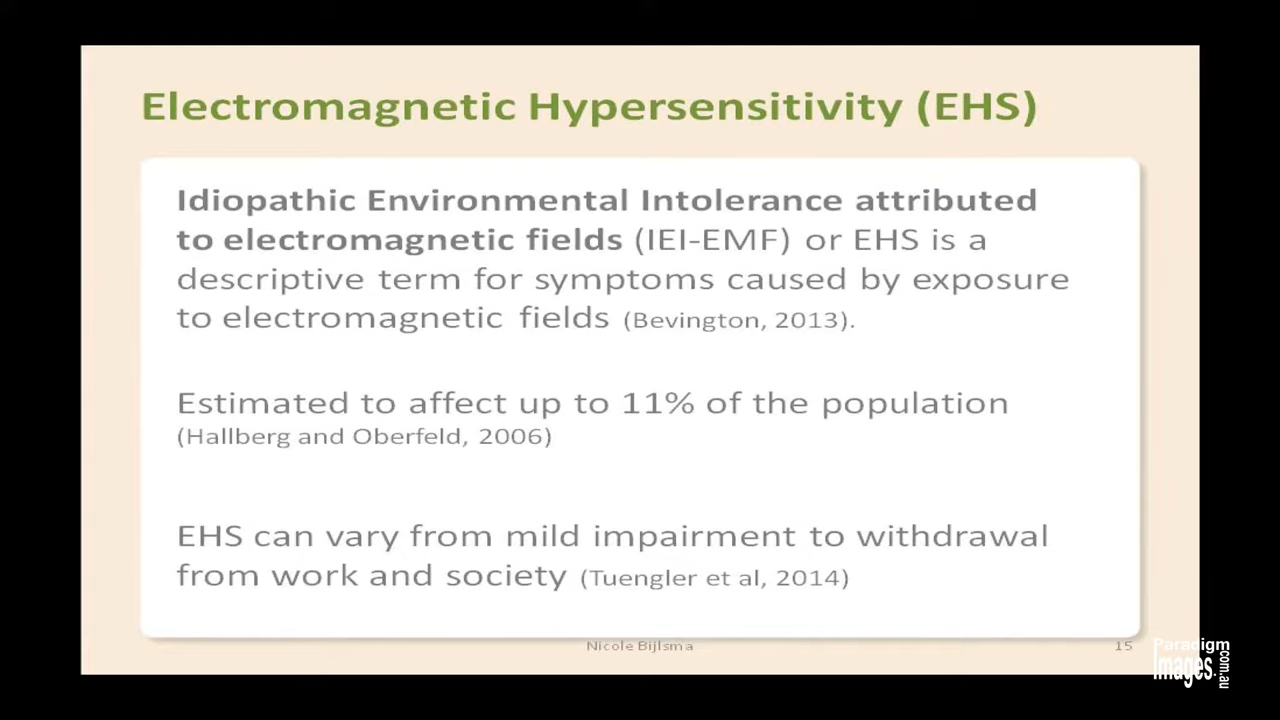 Electromagnetic Hypersensitivity (EHS)
Idiopathic Environmental Intolerance attributed
to electromagnetic fields (IEI-EMF) or EHS is a
descriptive term for symptoms caused by exposure
to electromagnetic fields (Bevington, 2013).
Estimated to affect up to 11% of the population
(Hallberg and Oberfeld, 2006)
EHS can vary from mild impairment to withdrawal
from work and society (Tuengler et al, 2014)
Nicole Bijlsma
15
Paradigm
Images.
com.au